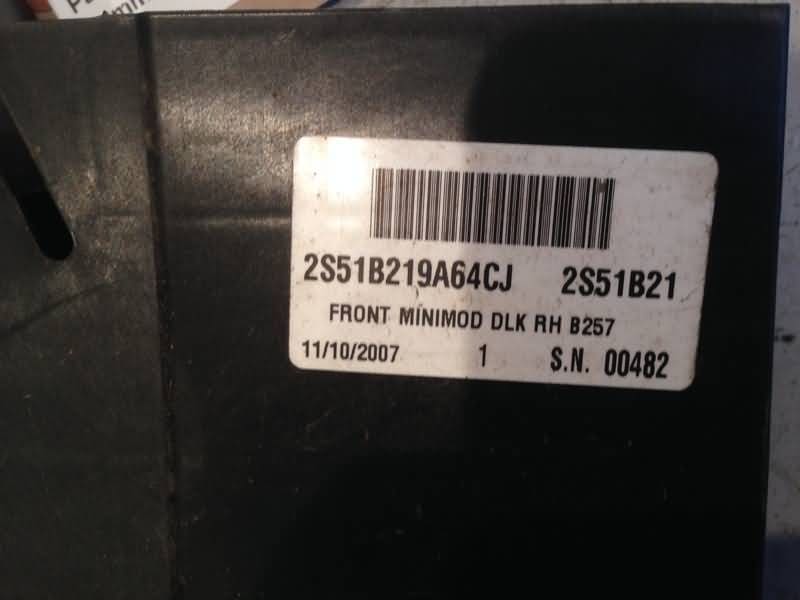 2S51B219A64CJ 2S51B21
FRONT MINIMOD DLK RH B257
11/10/2007 1 S.N. 00482